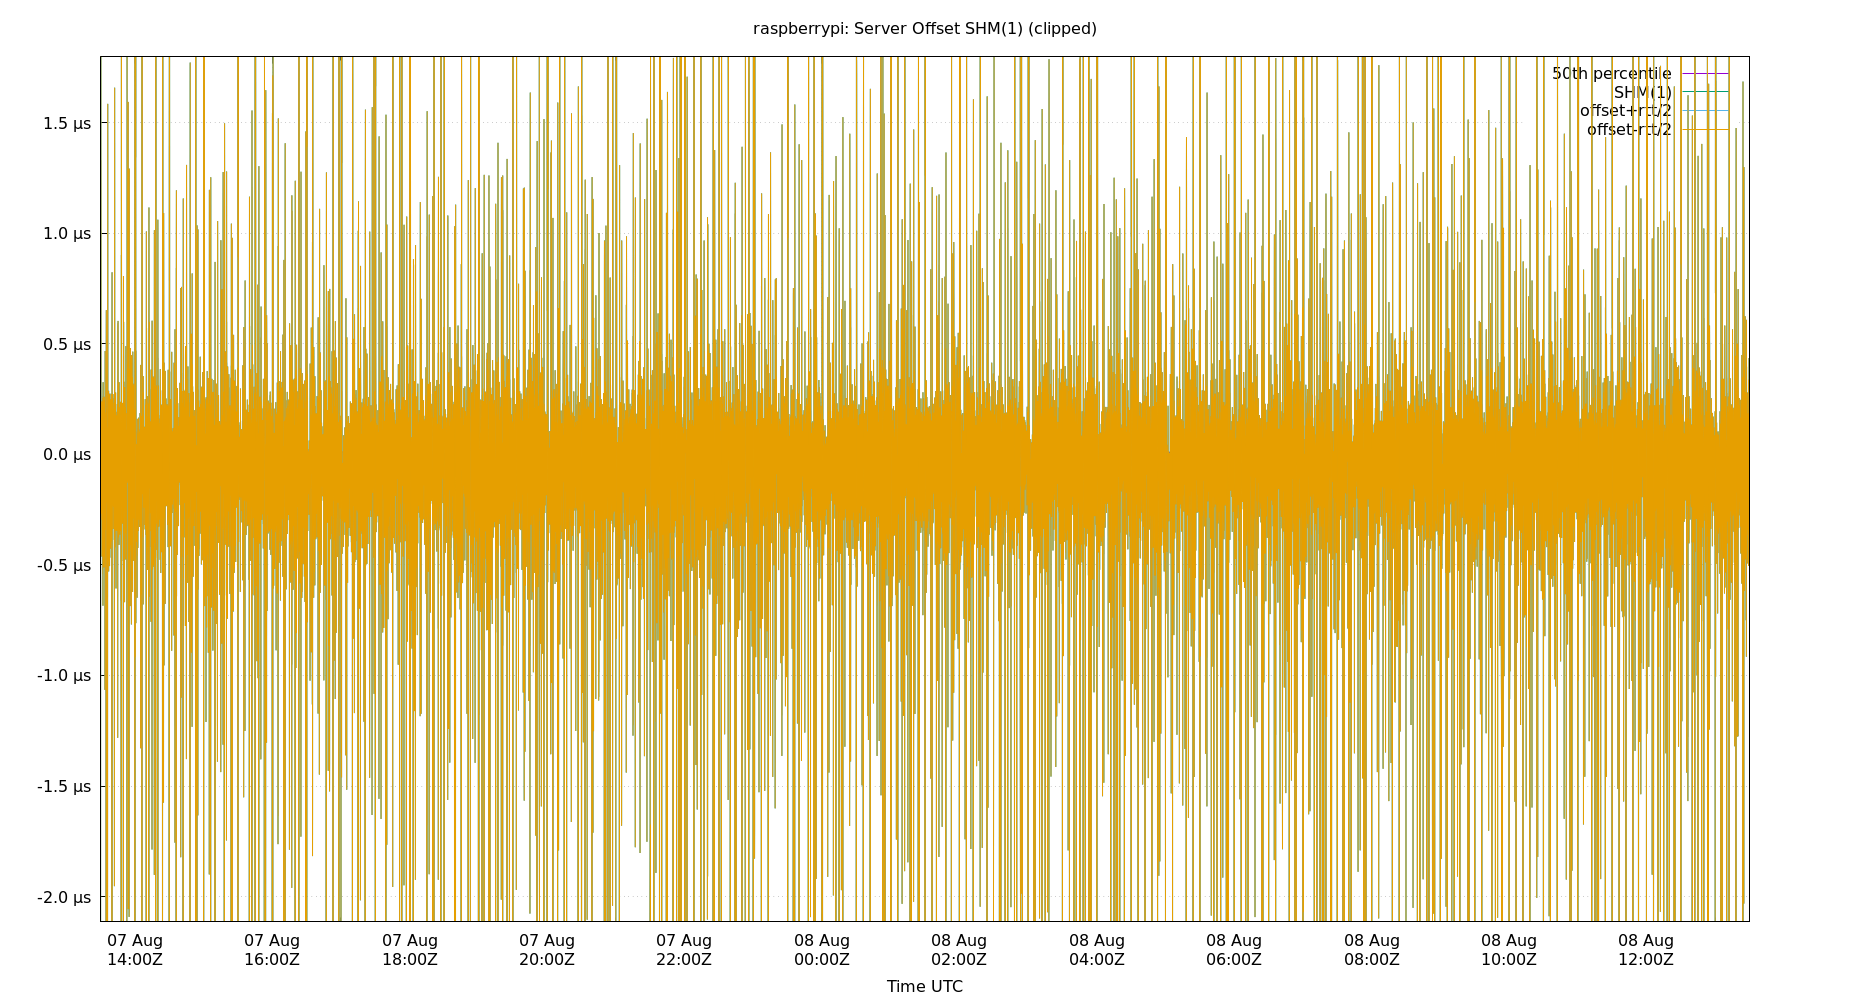 raspberrypi: Server Offset SHM(1) (clipped)
50th percentile
SHM(1)
offset+rtt/2
offset-rtt/2
1.5 μs
1.0 μs
0.5 μs
0.0 μs
-0.5 μs
-1.0 μs
-1.5 μs
-2.0 μs
07 Aug 07 Aug 07 Aug 07 Aug 07 Aug 08 Aug 08 Aug 08 Aug 08 Aug 08 Aug 08 Aug 08 Aug
14:00Z 16:00Z 18:00Z 20:00Z 22:00Z 00:00Z 02:00Z 04:00Z 06:00Z 08:00Z 10:00Z 12:00Z
Time UTC